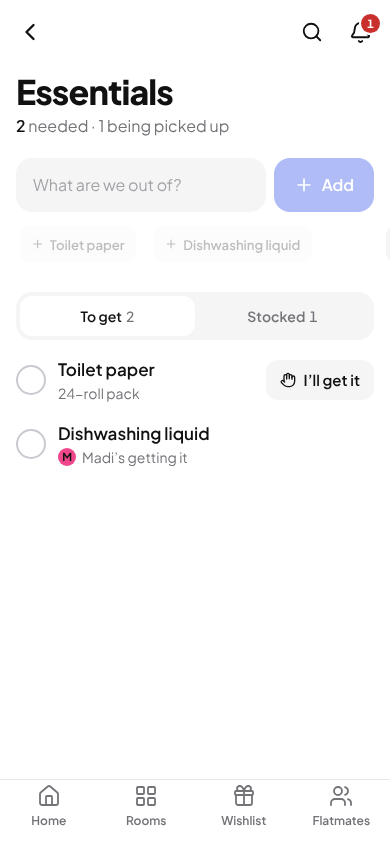 1
Essentials
2 needed · 1 being picked up
What are we out of?
+ Add
+ Toilet paper
+ Dishwashing liquid
To get 2
Stocked 1
Toilet paper
24–roll pack
I’ll get it
Dishwashing liquid
M Madi’s getting it
Home
Rooms
Wishlist
Flatmates